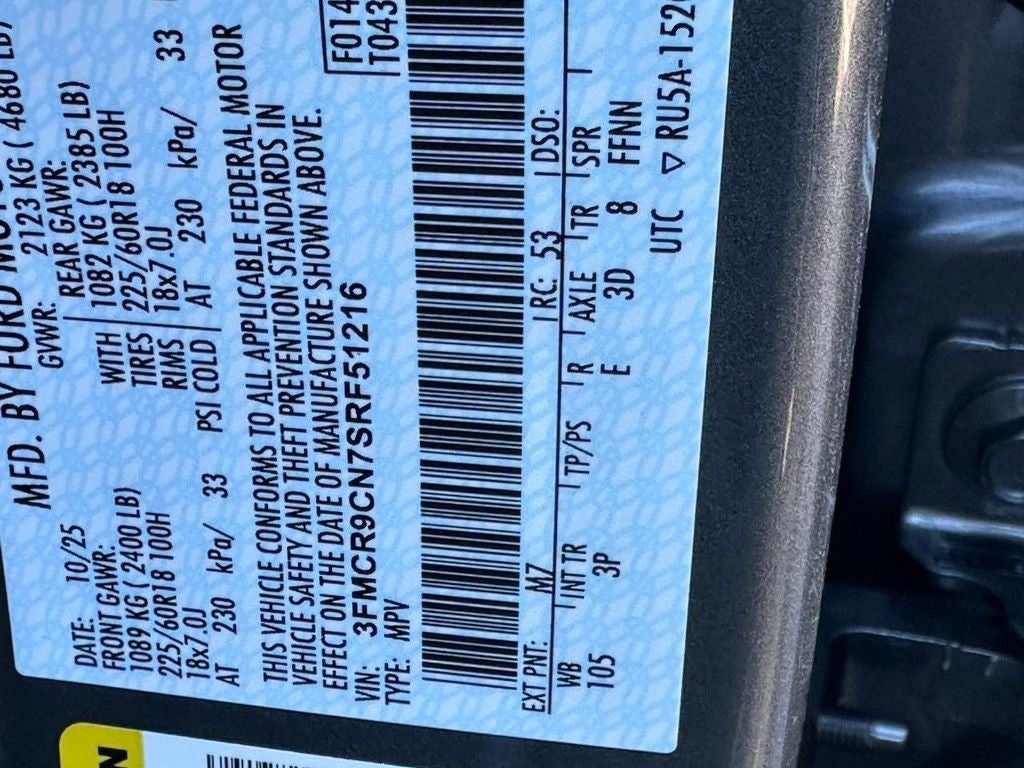 MFD. BY FORD
DATE: 10/25 GVWR: 2123 KG ( 4680 LB)
FRONT GAWR: REAR GAWR:
1089 KG ( 2400 LB) WITH 1082 KG ( 2385 LB)
225/60R18 100H TIRES 225/60R18 100H
18x7.0J RIMS 18x7.0J
AT 230 kPa/ 33 PSI COLD AT 230 kPa/ 33
THIS VEHICLE CONFORMS TO ALL APPLICABLE FEDERAL MOTOR
VEHICLE SAFETY AND THEFT PREVENTION STANDARDS IN
EFFECT ON THE DATE OF MANUFACTURE SHOWN ABOVE.
VIN: 3FMCR9CN7SRF51216 F014
TYPE: MPV T043
EXT PNT: M7 RC: 53 DSO:
WB INT TR TP/PS R AXLE TR SPR
105 3P E 3D 8 FFNN
UTC ▽ RU5A-152